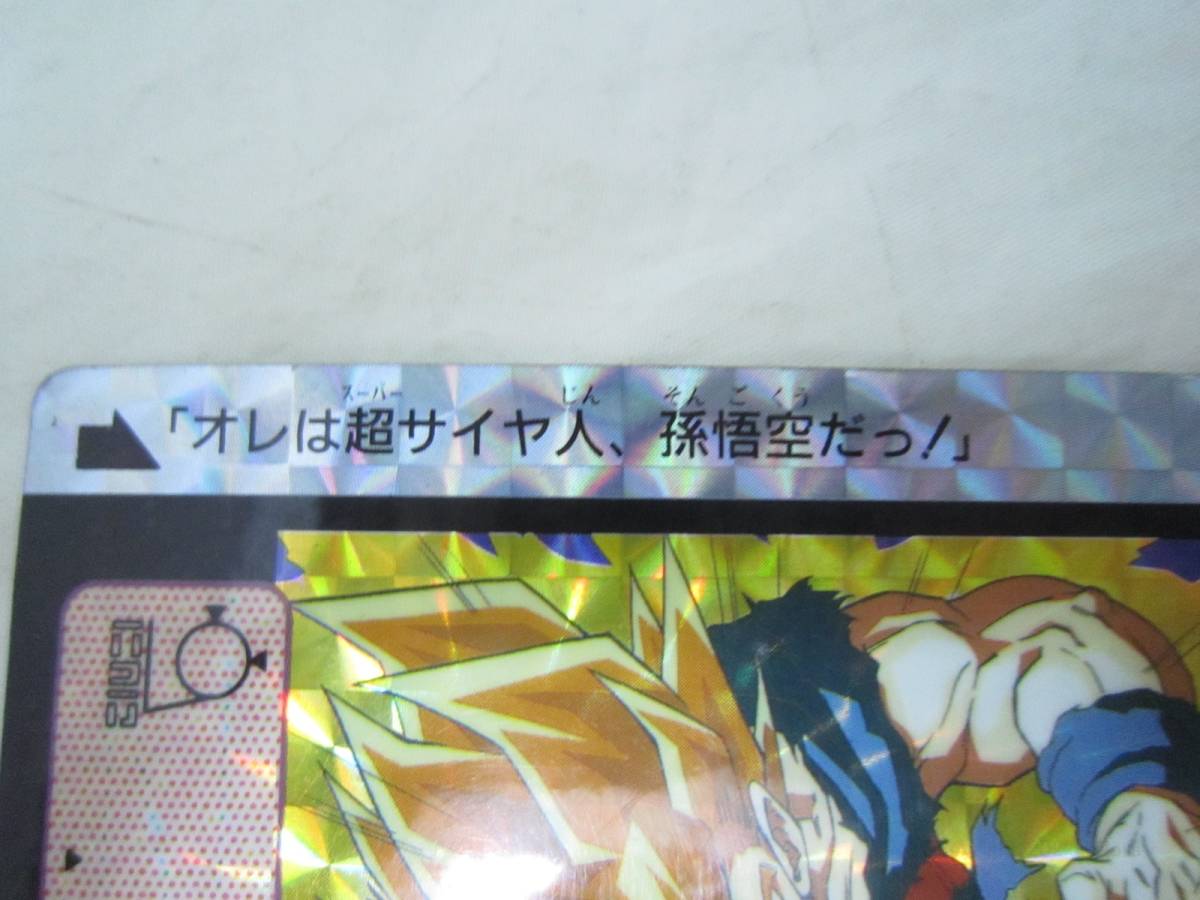 「オレは超サイヤ人、孫悟空だっ！」
スーパー じん そん ご くう